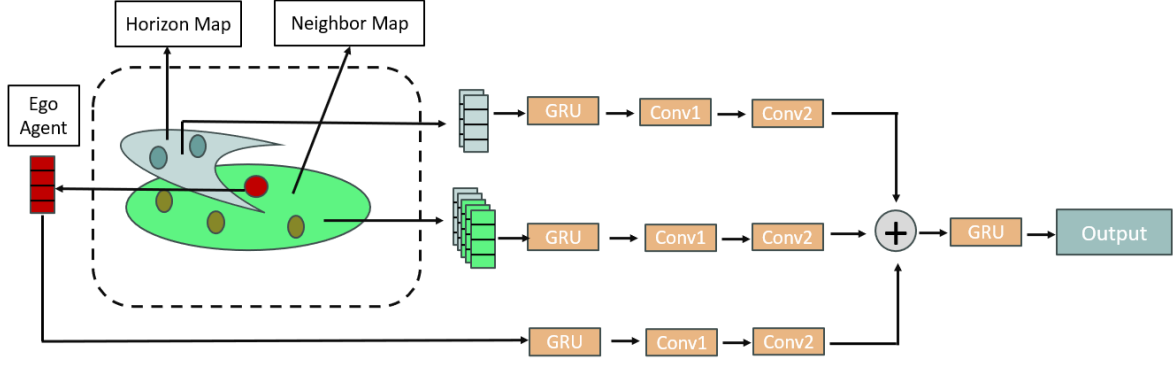 Horizon Map
Neighbor Map
Ego
Agent
GRU
Conv1
Conv2
GRU
Conv1
Conv2
+
GRU
Output
GRU
Conv1
Conv2